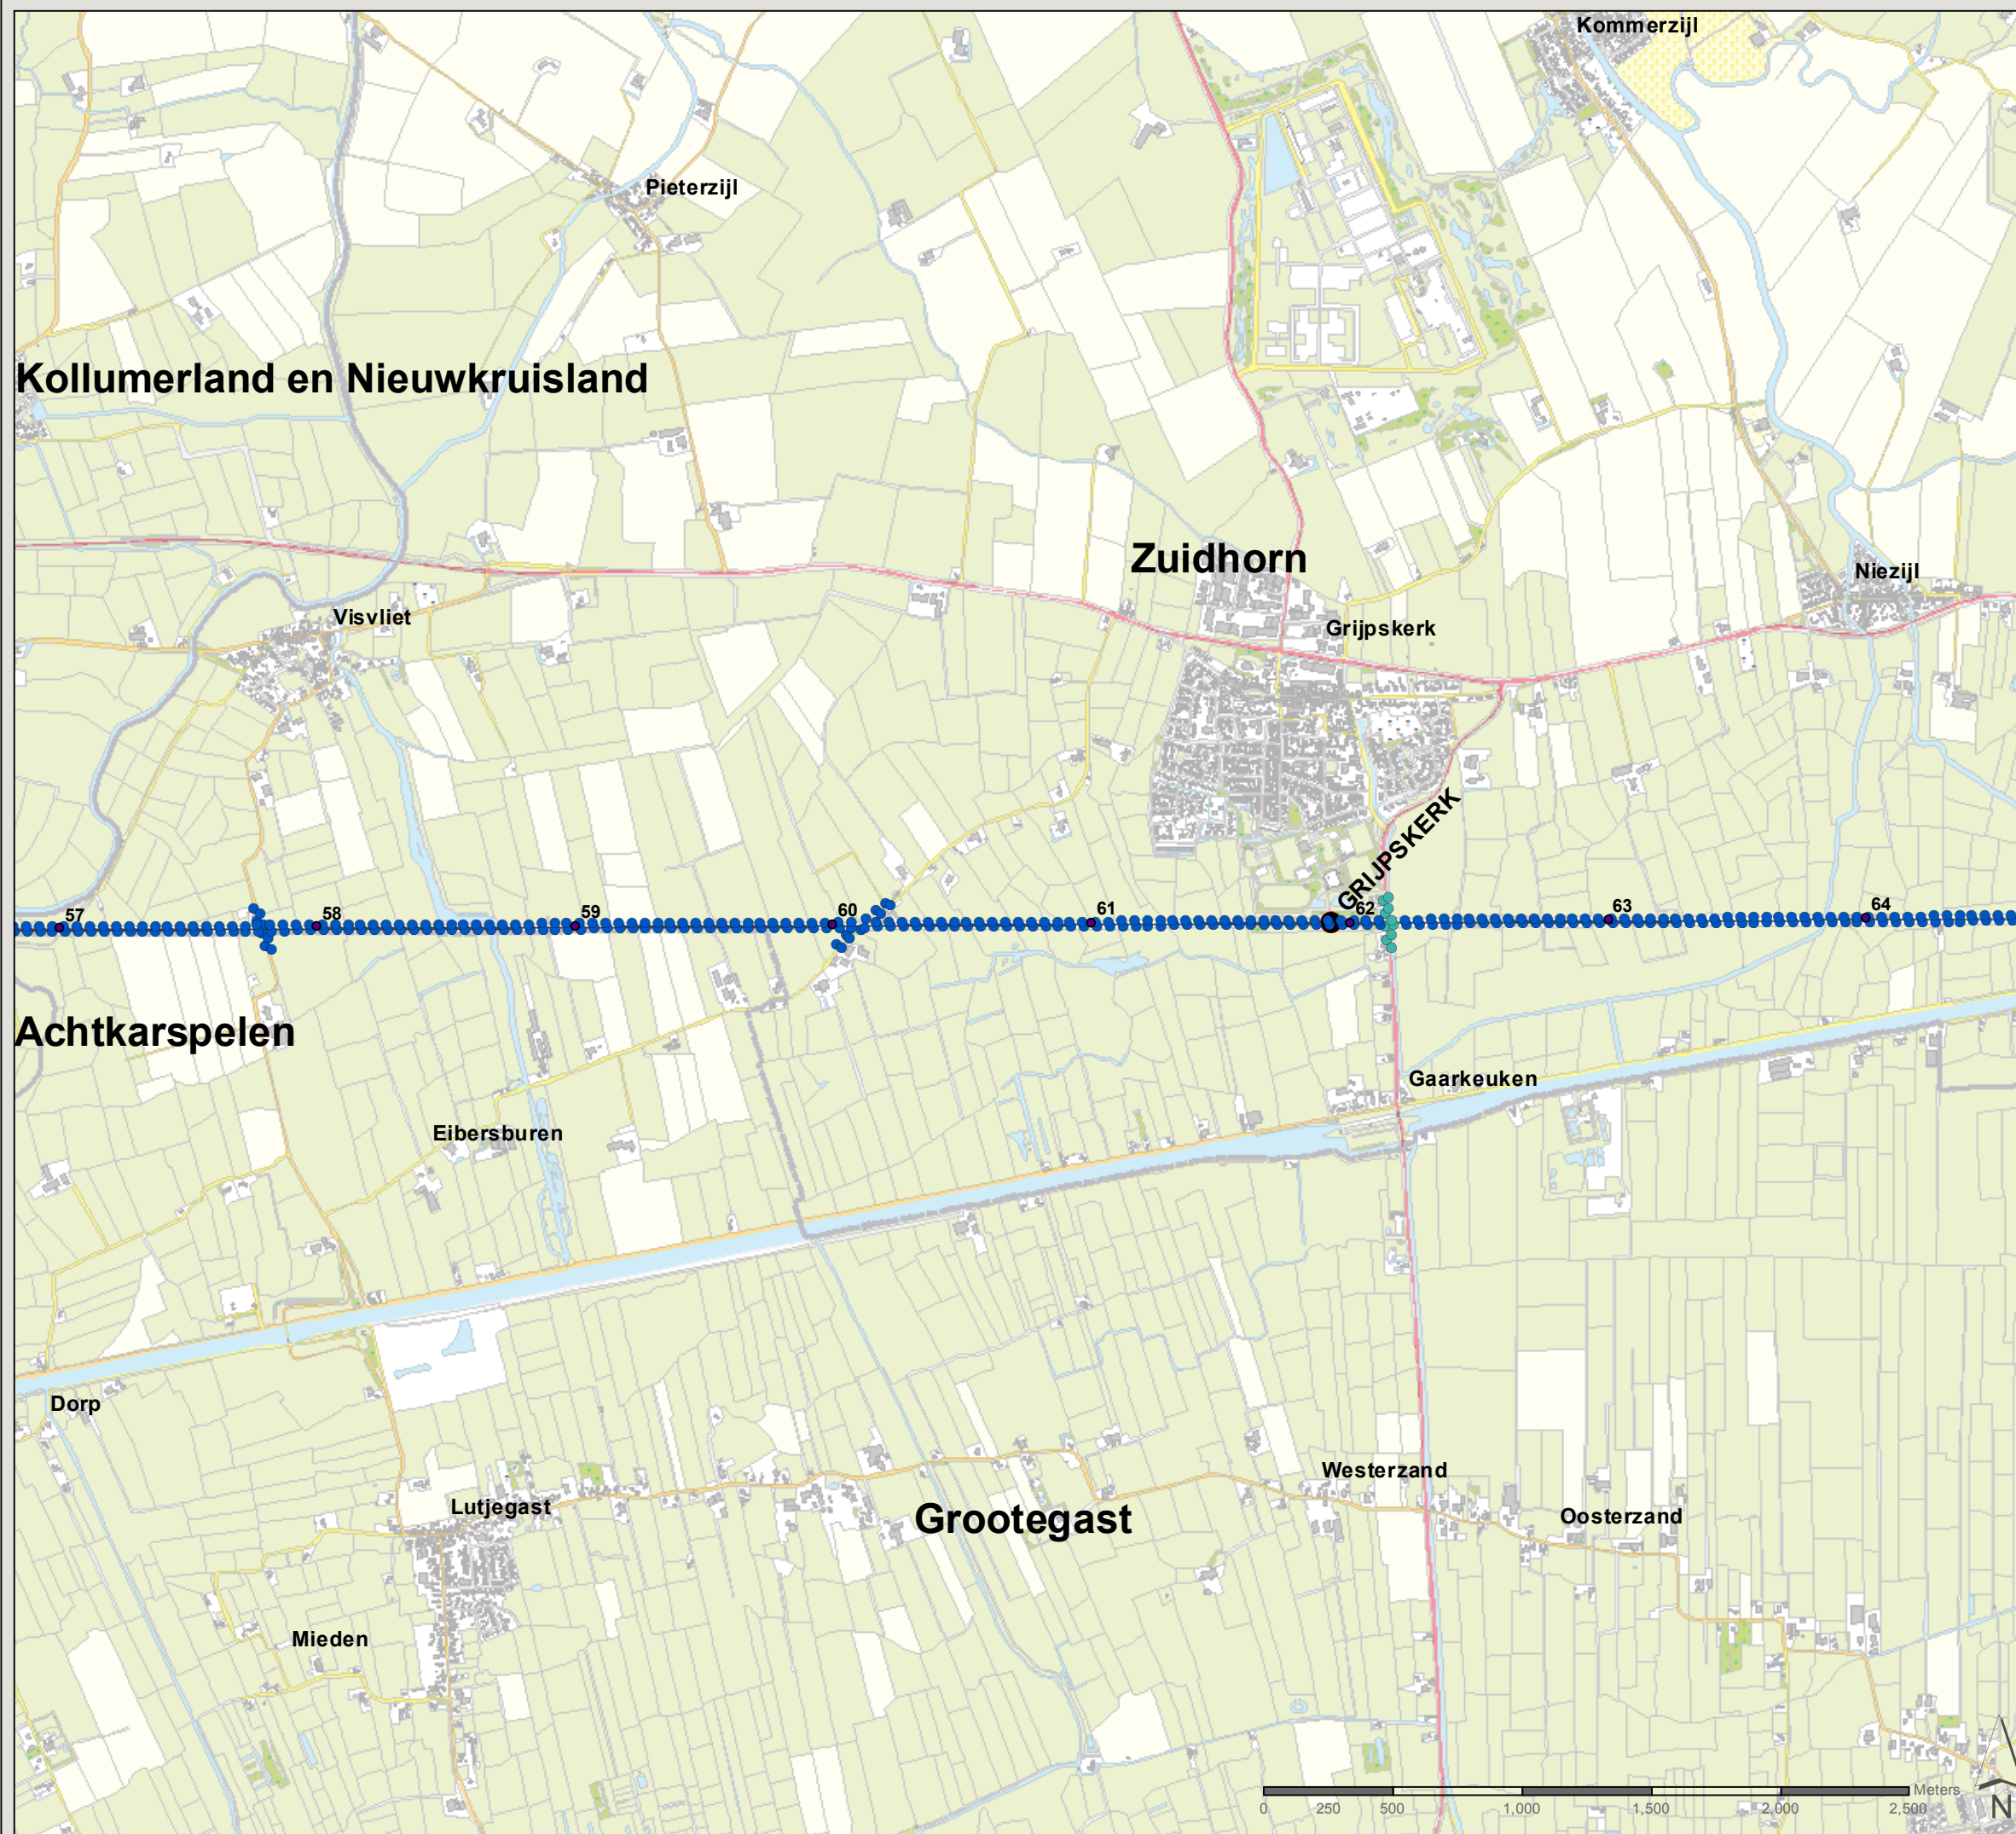 Kommerzijl
Pieterzijl
Kollumerland en Nieuwkruisland
Zuidhorn
Niezijl
Visvliet
Grijpskerk
GRIJPSKERK
57
58
59
60
61
62
63
64
Achtkarspelen
Gaarkeuken
Eibersburen
Dorp
Westerzand
Lutjegast
Grootegast
Oosterzand
Mieden
Meters
0 250 500 1,000 1,500 2,000 2,500
N